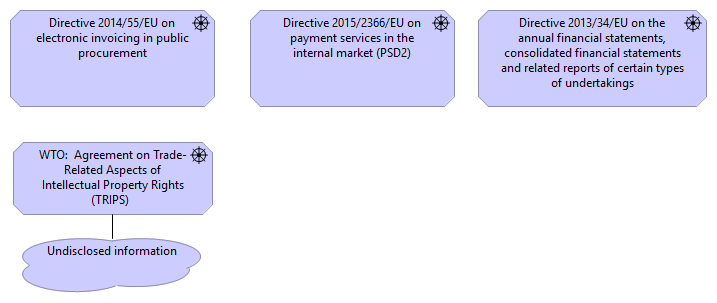 Directive 2014/55/EU on
electronic invoicing in public
procurement
Directive 2015/2366/EU on
payment services in the
internal market (PSD2)
Directive 2013/34/EU on the
annual financial statements,
consolidated financial statements
and related reports of certain types
of undertakings
WTO:  Agreement on Trade-
Related Aspects of
Intellectual Property Rights
(TRIPS)
Undisclosed information